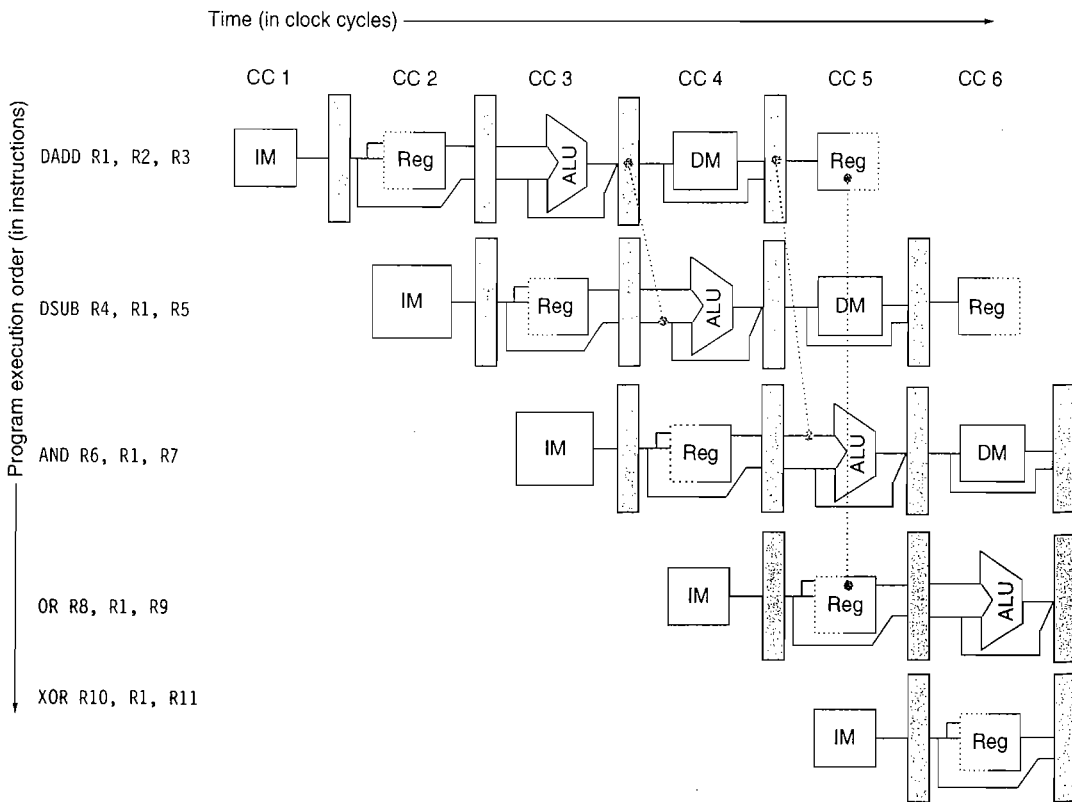 Time (in clock cycles)
CC 1 CC 2 CC 3 CC 4 CC 5 CC 6
Program execution order (in instructions)
DADD R1, R2, R3
IM Reg ALU DM Reg
DSUB R4, R1, R5
IM Reg ALU DM Reg
AND R6, R1, R7
IM Reg ALU DM
OR R8, R1, R9
IM Reg ALU
XOR R10, R1, R11
IM Reg